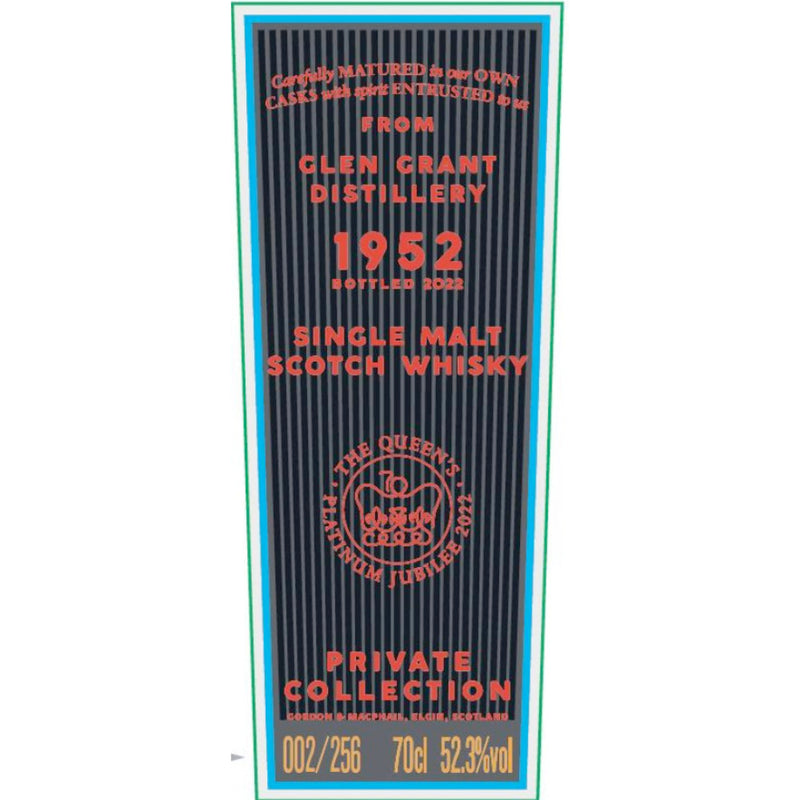 Carefully MATURED in our OWN
CASKS with spirit ENTRUSTED to us
FROM
GLEN GRANT
DISTILLERY
1952
BOTTLED 2022
SINGLE MALT
SCOTCH WHISKY
THE QUEEN'S
70
PLATINUM JUBILEE 2022
PRIVATE
COLLECTION
GORDON & MACPHAIL, ELGIN, SCOTLAND
002/256 70cl 52.3%vol